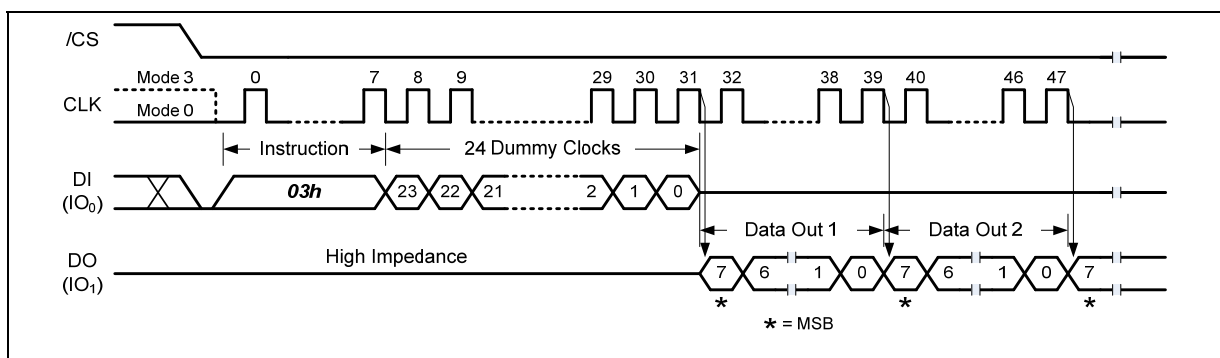 /CS
Mode 3 0 7 8 9 29 30 31 32 38 39 40 46 47
CLK
Mode 0
Instruction 24 Dummy Clocks
DI
(IO₀)
03h 23 22 21 2 1 0
Data Out 1 Data Out 2
High Impedance
DO
(IO₁)
7 6 1 0 7 6 1 0 7
* * *
* = MSB